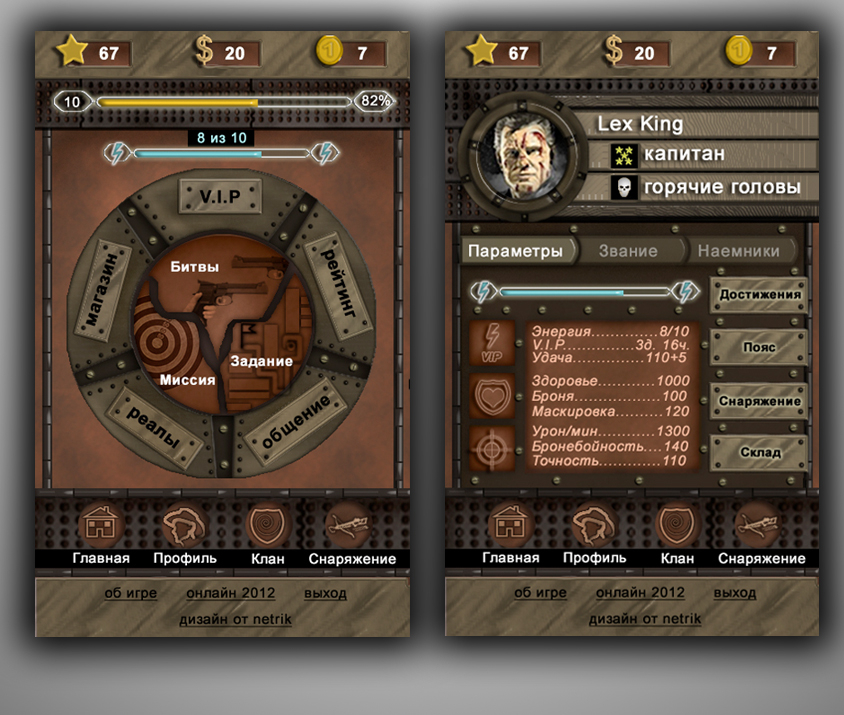 67 20 7
10 82%
8 из 10
V.I.P
магазин
рейтинг
Битвы
Задание
Миссия
реалы
общение
Главная Профиль Клан Снаряжение
об игре онлайн 2012 выход
дизайн от netrik
67 20 7
Lex King
капитан
горячие головы
Параметры Звание Наемники
Достижения
VIP
Энергия............8/10
V.I.P................3д. 16ч.
Удача.............110+5
Пояс
Здоровье..........1000
Броня...............100
Маскировка........120
Снаряжение
Урон/мин..........1300
Бронебойность....140
Точность............110
Склад
Главная Профиль Клан Снаряжение
об игре онлайн 2012 выход
дизайн от netrik